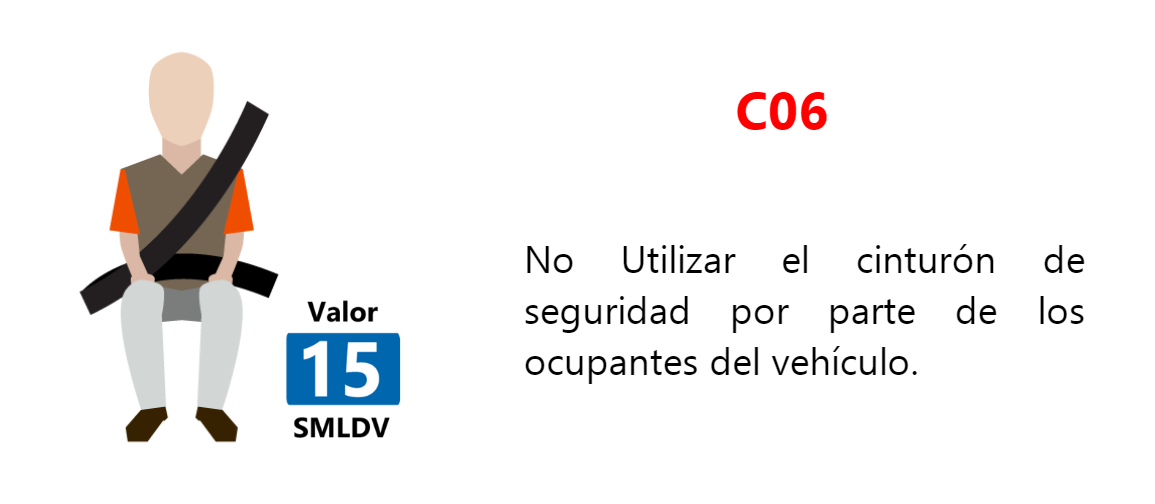 C06
No Utilizar el cinturón de
seguridad por parte de los
ocupantes del vehículo.
Valor
15
SMLDV